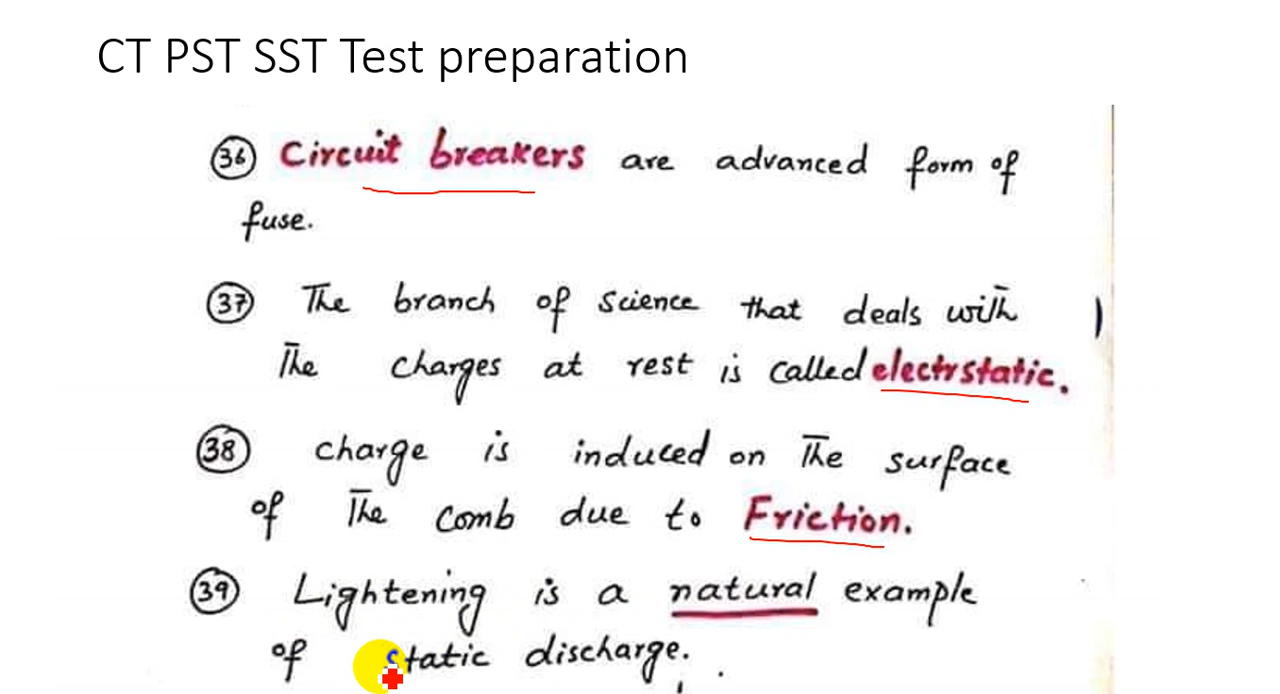 CT PST SST Test preparation
36 Circuit breakers are advanced form of
fuse.
37 The branch of science that deals with
The charges at rest is called electrstatic.
38 charge is induced on The surface
of The comb due to Friction.
39 Lightening is a natural example
of static discharge.